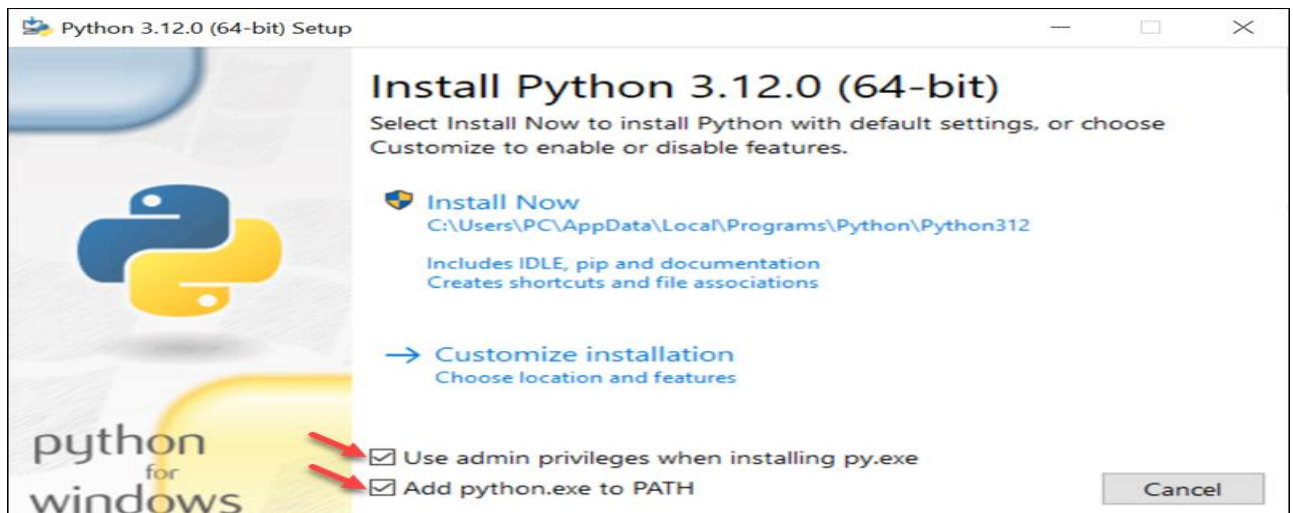 Python 3.12.0 (64-bit) Setup
Install Python 3.12.0 (64-bit)
Select Install Now to install Python with default settings, or choose
Customize to enable or disable features.
Install Now
C:\Users\PC\AppData\Local\Programs\Python\Python312
Includes IDLE, pip and documentation
Creates shortcuts and file associations
Customize installation
Choose location and features
python
for
windows
Use admin privileges when installing py.exe
Add python.exe to PATH
Cancel